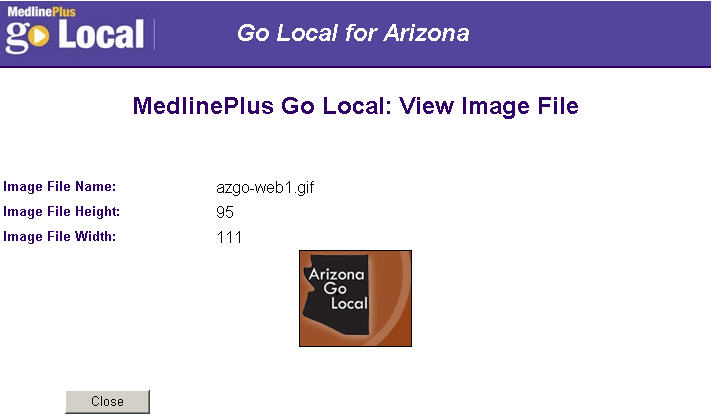 MedlinePlus
go Local
Go Local for Arizona
MedlinePlus Go Local: View Image File
Image File Name: azgo-web1.gif
Image File Height: 95
Image File Width: 111
Arizona
Go
Local
Close